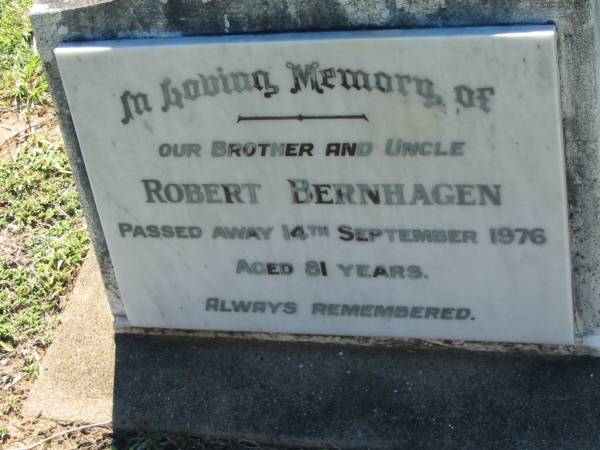 In Loving Memory of
OUR BROTHER AND UNCLE
ROBERT BERNHAGEN
PASSED AWAY 14TH SEPTEMBER 1976
AGED 81 YEARS.
ALWAYS REMEMBERED.